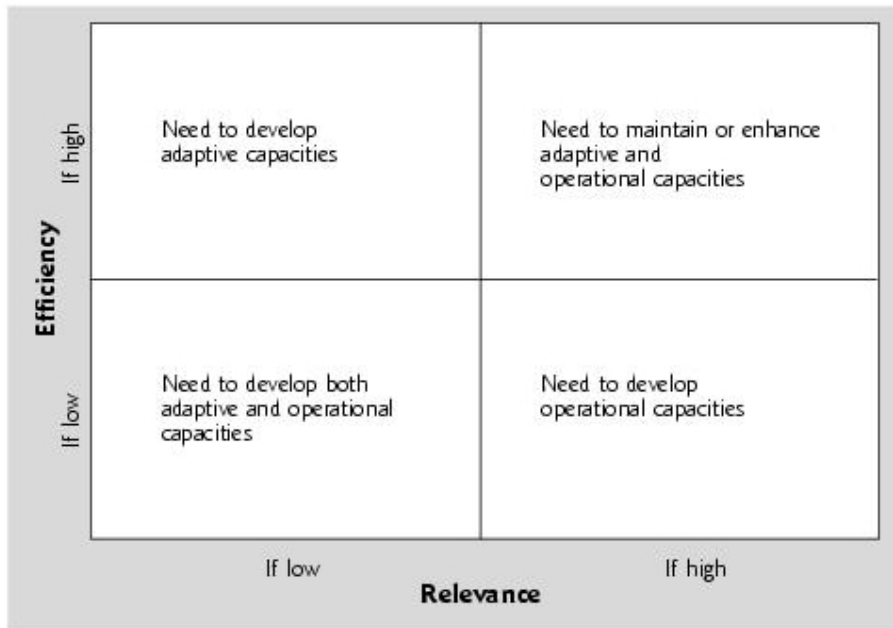 If high
Need to develop
adaptive capacities
Need to maintain or enhance
adaptive and
operational capacities
Efficiency
If low
Need to develop both
adaptive and operational
capacities
Need to develop
operational capacities
If low
If high
Relevance